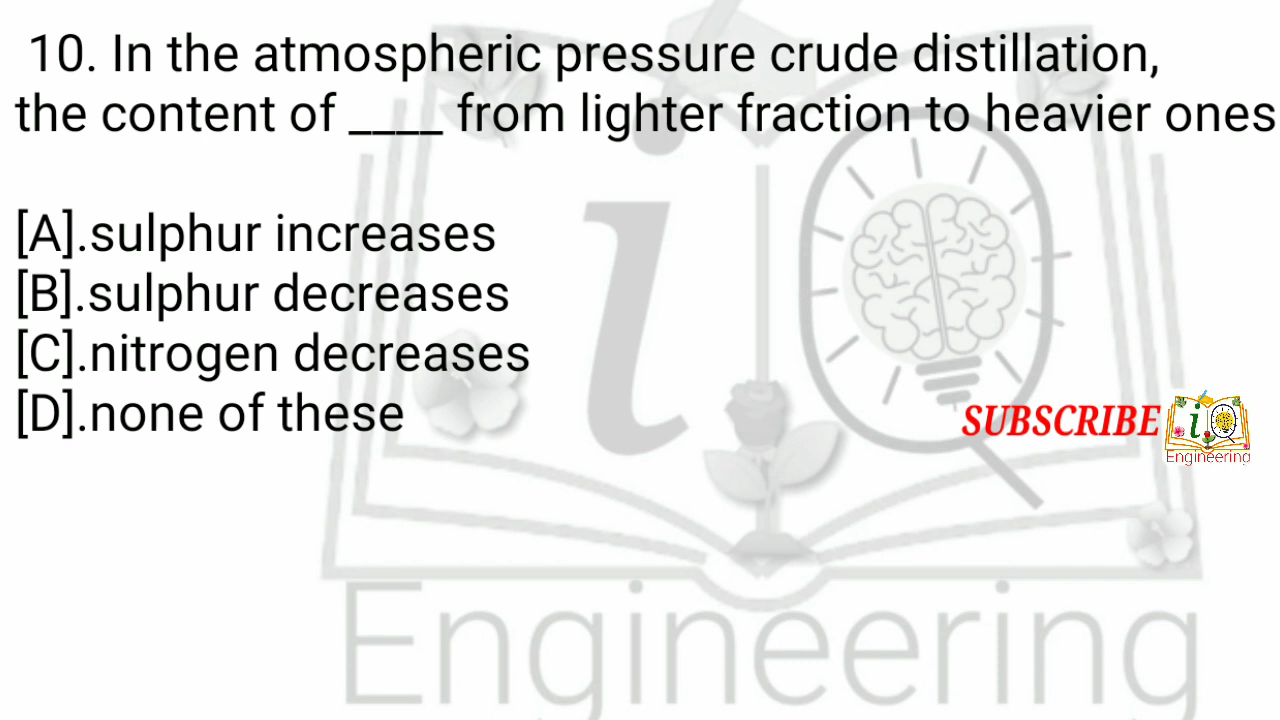 10. In the atmospheric pressure crude distillation,
the content of ____ from lighter fraction to heavier ones
[A].sulphur increases
[B].sulphur decreases
[C].nitrogen decreases
[D].none of these
SUBSCRIBE
i
Engineering
i
Engineering